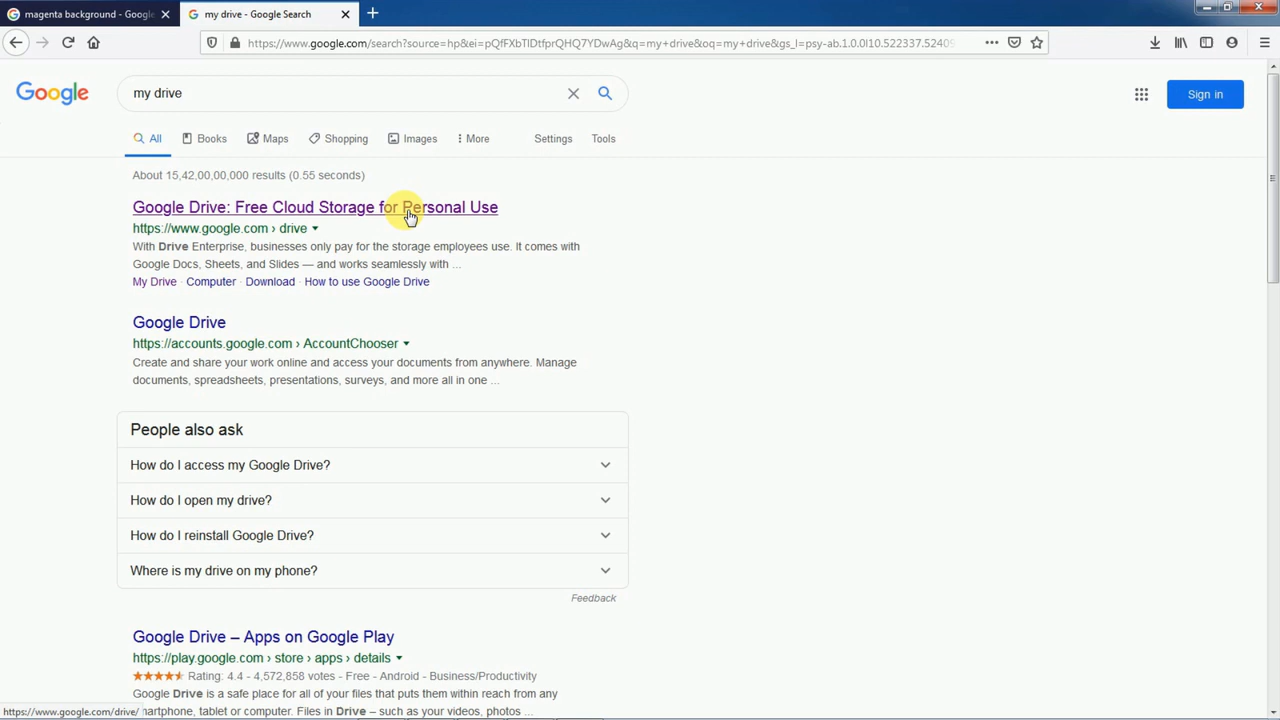 magenta background - Google
my drive - Google Search
https://www.google.com/search?source=hp&ei=pQfFXbTIDtfprQHQ7YDwAg&q=my+drive&oq=my+drive&gs_l=psy-ab.1.0.0l10.522337.52409
Google
my drive
Sign in
All
Books
Maps
Shopping
Images
More
Settings
Tools
About 15,42,00,00,000 results (0.55 seconds)
Google Drive: Free Cloud Storage for Personal Use
https://www.google.com › drive
With Drive Enterprise, businesses only pay for the storage employees use. It comes with
Google Docs, Sheets, and Slides — and works seamlessly with ...
My Drive · Computer · Download · How to use Google Drive
Google Drive
https://accounts.google.com › AccountChooser
Create and share your work online and access your documents from anywhere. Manage
documents, spreadsheets, presentations, surveys, and more all in one ...
People also ask
How do I access my Google Drive?
How do I open my drive?
How do I reinstall Google Drive?
Where is my drive on my phone?
Feedback
Google Drive – Apps on Google Play
https://play.google.com › store › apps › details
Rating: 4.4 - 4,572,858 votes - Free - Android - Business/Productivity
Google Drive is a safe place for all of your files that puts them within reach from any
martphone, tablet or computer. Files in Drive – such as your videos, photos ...
https://www.google.com/drive/